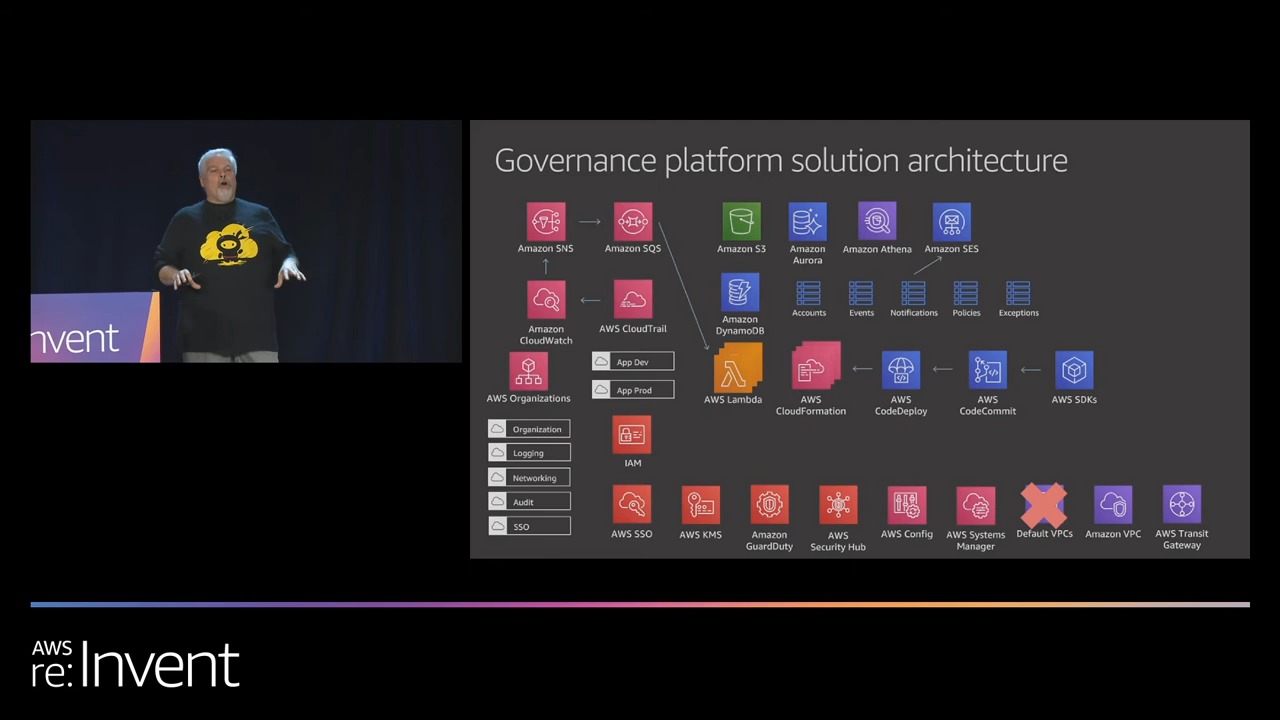 Governance platform solution architecture
Amazon SNS
Amazon SQS
Amazon S3
Amazon
Aurora
Amazon Athena
Amazon SES
Amazon
CloudWatch
AWS CloudTrail
Amazon
DynamoDB
Accounts
Events
Notifications
Policies
Exceptions
AWS Organizations
App Dev
App Prod
AWS Lambda
AWS
CloudFormation
AWS
CodeDeploy
AWS
CodeCommit
AWS SDKs
Organization
Logging
Networking
Audit
SSO
IAM
AWS SSO
AWS KMS
Amazon
GuardDuty
AWS
Security Hub
AWS Config
AWS Systems
Manager
Default VPCs
Amazon VPC
AWS Transit
Gateway
nvent
AWS
re:Invent